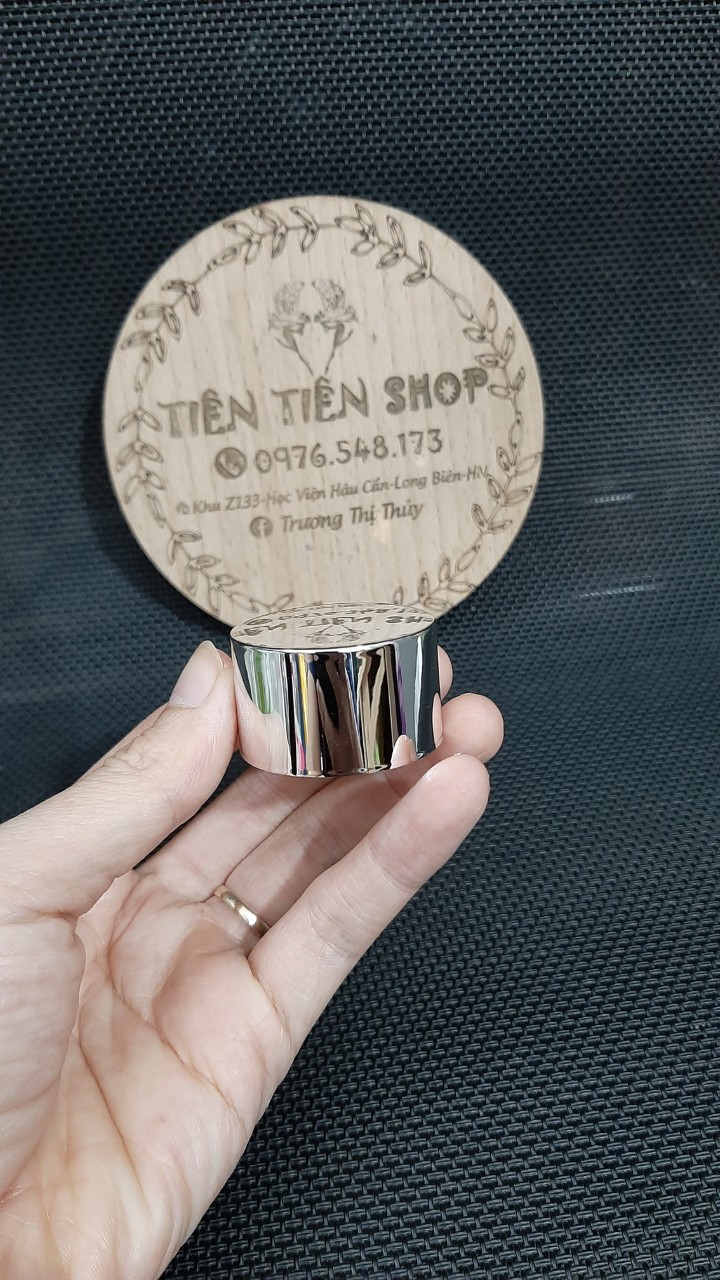 TIÊN TIÊN SHOP
0976.548.173
Khu Z133-Học Viện Hậu Cần-Long Biên-HN
Trương Thị Thủy